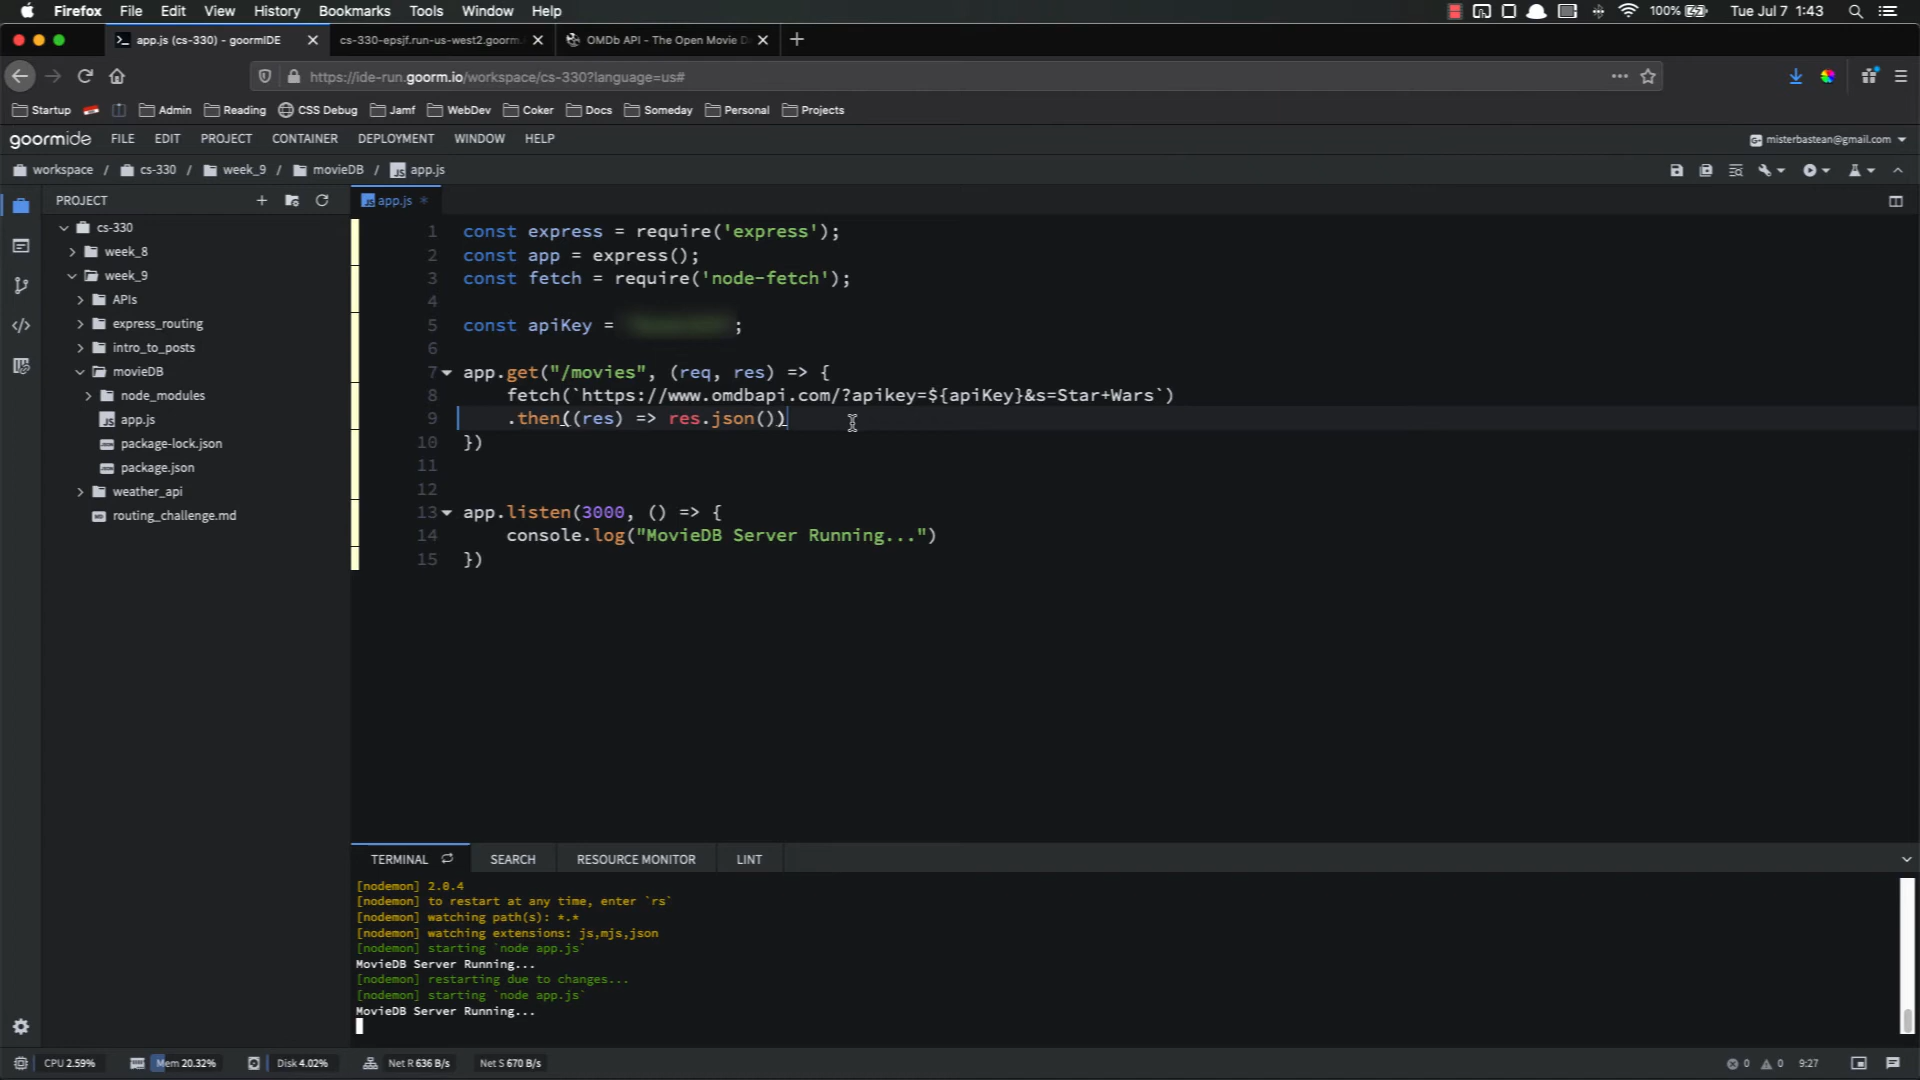 Firefox File Edit View History Bookmarks Tools Window Help 100% Tue Jul 7 1:43
app.js (cs-330) - goormIDE cs-330-epsjf.run-us-west2.goorm. OMDb API - The Open Movie D
https://ide-run.goorm.io/workspace/cs-330?language=us#
Startup Admin Reading CSS Debug Jamf WebDev Coker Docs Someday Personal Projects
goormide FILE EDIT PROJECT CONTAINER DEPLOYMENT WINDOW HELP misterbastean@gmail.com
workspace / cs-330 / week_9 / movieDB / app.js
PROJECT
cs-330
week_8
week_9
APIs
express_routing
intro_to_posts
movieDB
node_modules
app.js
package-lock.json
package.json
weather_api
routing_challenge.md
app.js *
1 const express = require('express');
2 const app = express();
3 const fetch = require('node-fetch');
4
5 const apiKey = ;
6
7 app.get("/movies", (req, res) => {
8 fetch(`https://www.omdbapi.com/?apikey=${apiKey}&s=Star+Wars`)
9 .then((res) => res.json())
10 })
11
12
13 app.listen(3000, () => {
14 console.log("MovieDB Server Running...")
15 })
TERMINAL SEARCH RESOURCE MONITOR LINT
[nodemon] 2.0.4
[nodemon] to restart at any time, enter `rs`
[nodemon] watching path(s): *.*
[nodemon] watching extensions: js,mjs,json
[nodemon] starting `node app.js`
MovieDB Server Running...
[nodemon] restarting due to changes...
[nodemon] starting `node app.js`
MovieDB Server Running...
CPU 2.59% Mem 20.32% Disk 4.02% Net R 636 B/s Net S 670 B/s 0 0 9:27